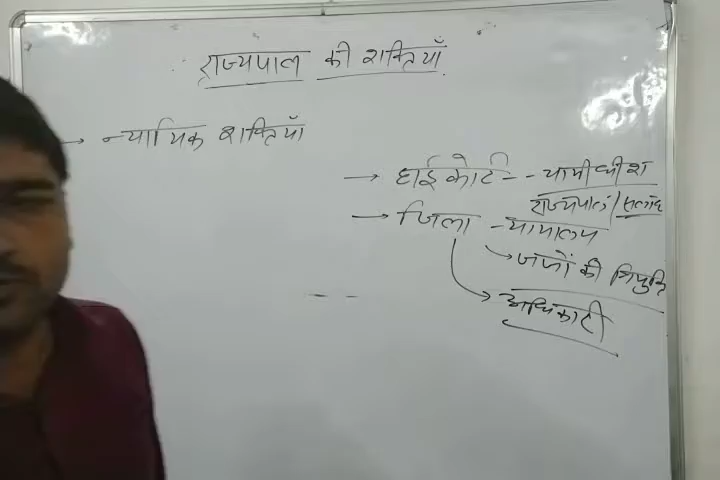 राज्यपाल की शक्तियाँ
→ न्यायिक शक्तियाँ
→ हाईकोर्ट - न्यायाधीश
राज्यपाल / सलाह
→ जिला न्यायालय
→ जजों की नियुक्ति
→ अधिकारी